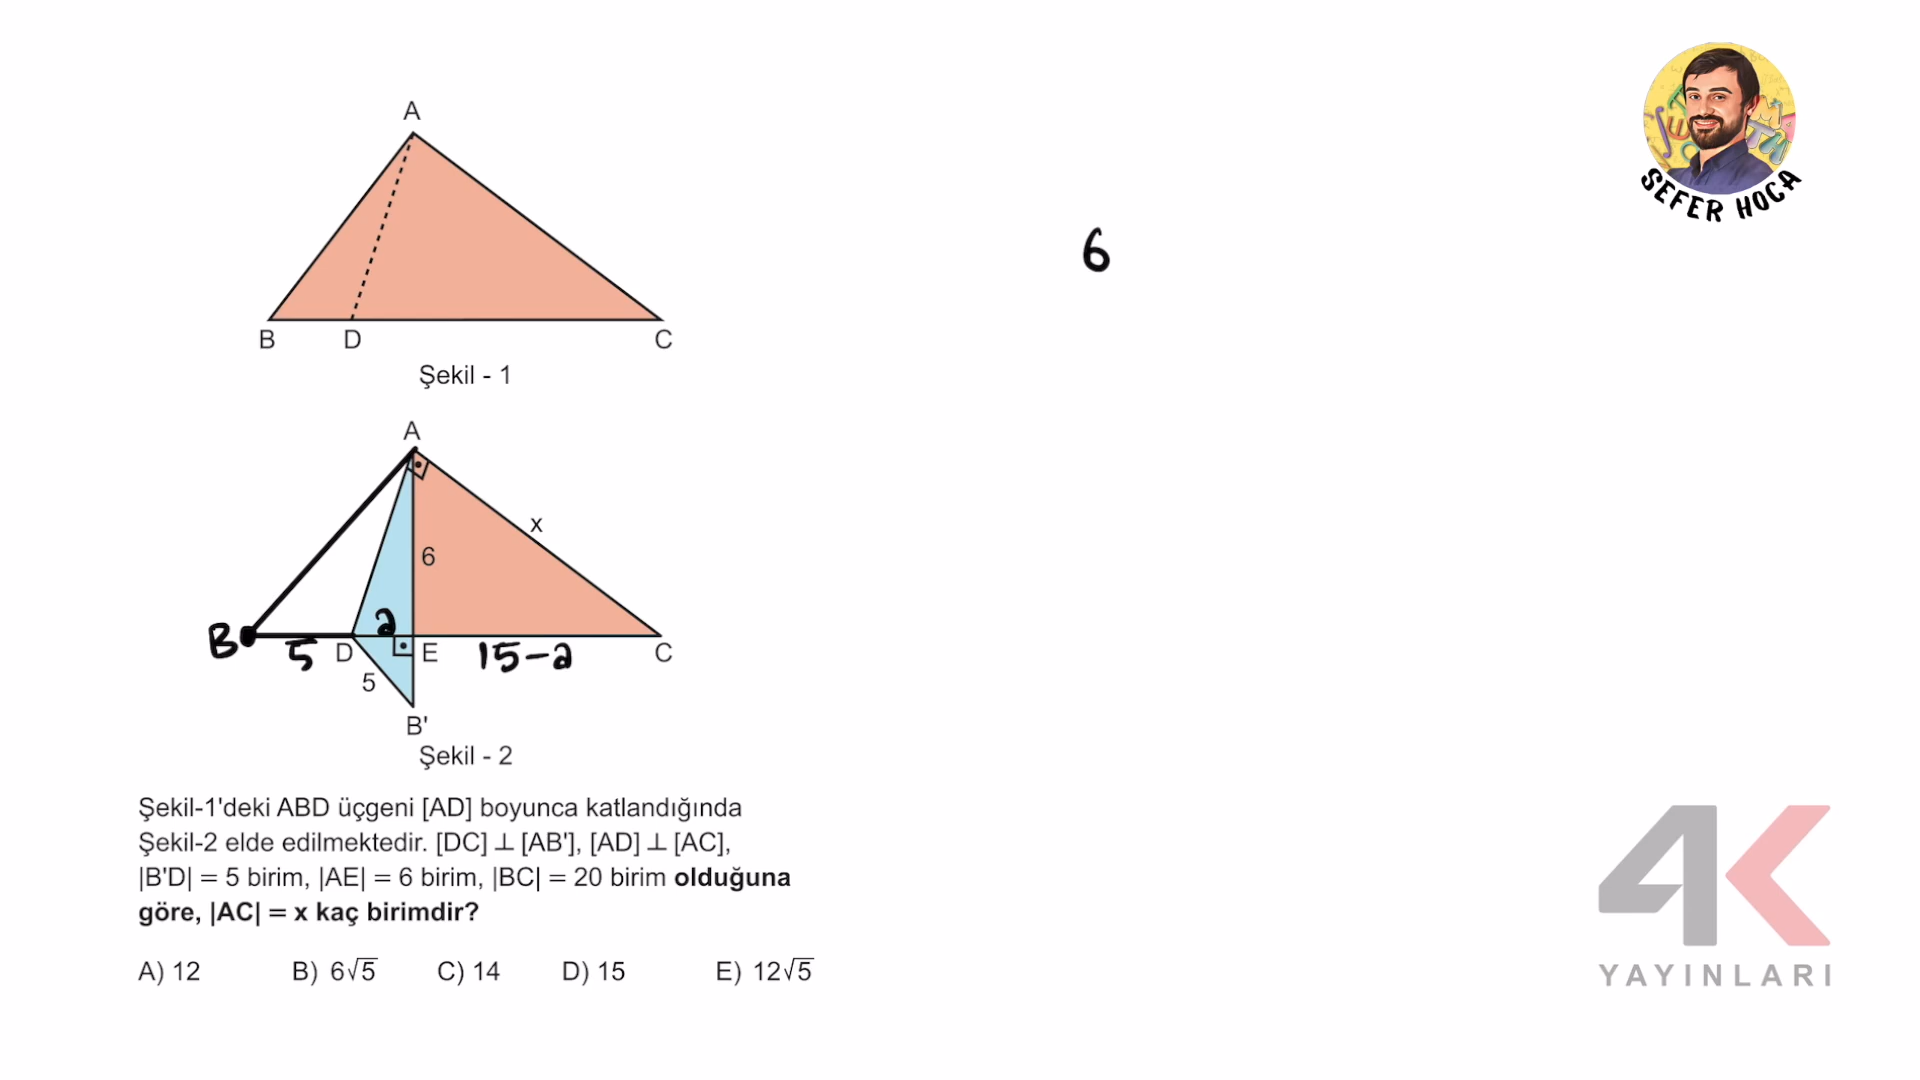 SEFER HOCA
A
B D C
Şekil - 1
6
A
x
6
B 5 D a E 15-a C
5
B'
Şekil - 2
Şekil-1'deki ABD üçgeni [AD] boyunca katlandığında
Şekil-2 elde edilmektedir. [DC] ⊥ [AB'], [AD] ⊥ [AC],
|B'D| = 5 birim, |AE| = 6 birim, |BC| = 20 birim olduğuna
göre, |AC| = x kaç birimdir?
A) 12 B) 6√5 C) 14 D) 15 E) 12√5
4K
YAYINLARI